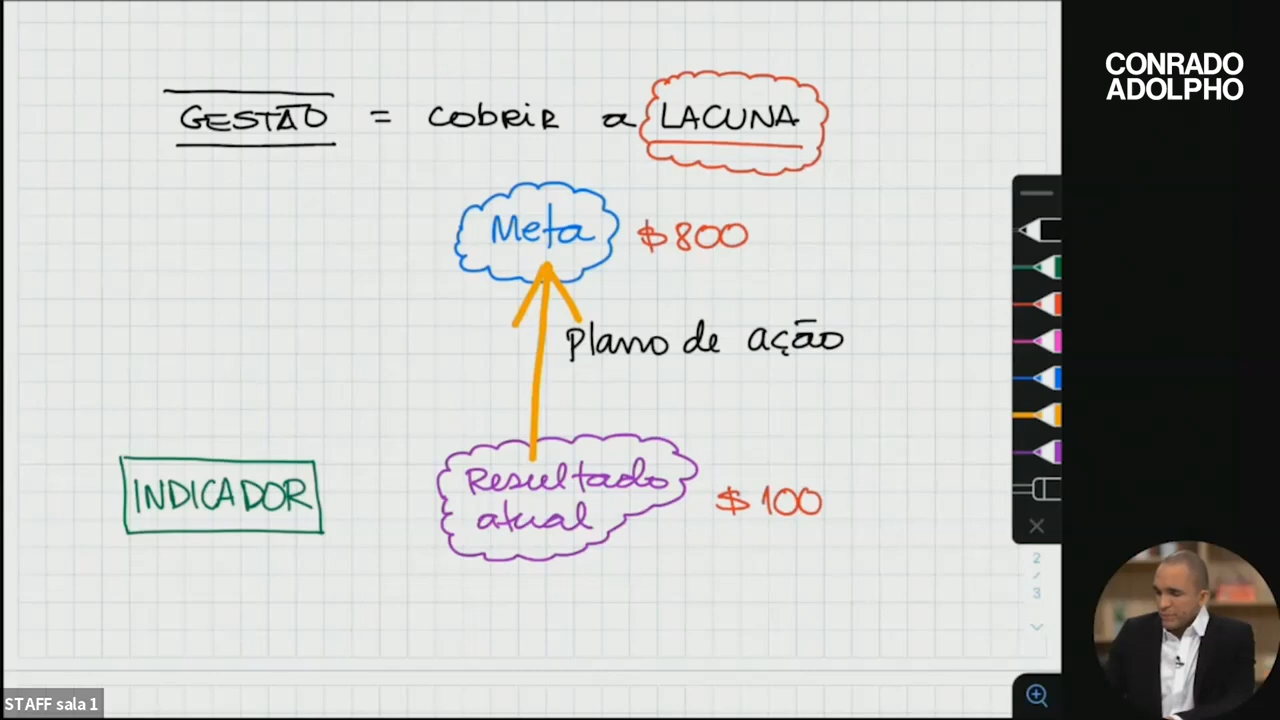 CONRADO
ADOLPHO
GESTÃO = COBRIR a LACUNA
Meta $800
Plano de ação
INDICADOR
Resultado
atual
$100
2
/
3
STAFF sala 1